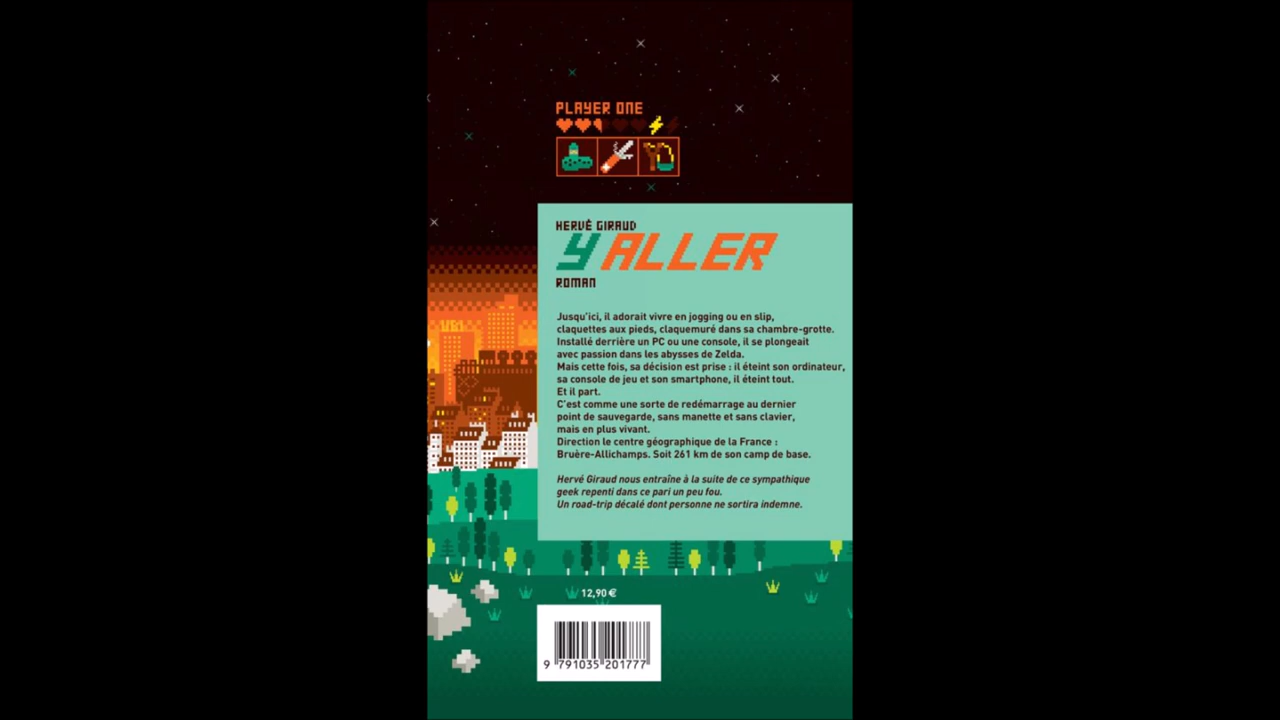 PLAYER ONE
HERVÉ GIRAUD
Y ALLER
ROMAN
Jusqu'ici, il adorait vivre en jogging ou en slip,
claquettes aux pieds, claquemuré dans sa chambre-grotte.
Installé derrière un PC ou une console, il se plongeait
avec passion dans les abysses de Zelda.
Mais cette fois, sa décision est prise : il éteint son ordinateur,
sa console de jeu et son smartphone, il éteint tout.
Et il part.
C'est comme une sorte de redémarrage au dernier
point de sauvegarde, sans manette et sans clavier,
mais en plus vivant.
Direction le centre géographique de la France :
Bruère-Allichamps. Soit 261 km de son camp de base.
Hervé Giraud nous entraîne à la suite de ce sympathique
geek repenti dans ce pari un peu fou.
Un road-trip décalé dont personne ne sortira indemne.
12,90 €
9 791035 201777